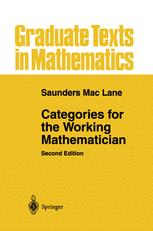 Graduate Texts
in Mathematics
Saunders Mac Lane
Categories for
the Working
Mathematician
Second Edition
Springer